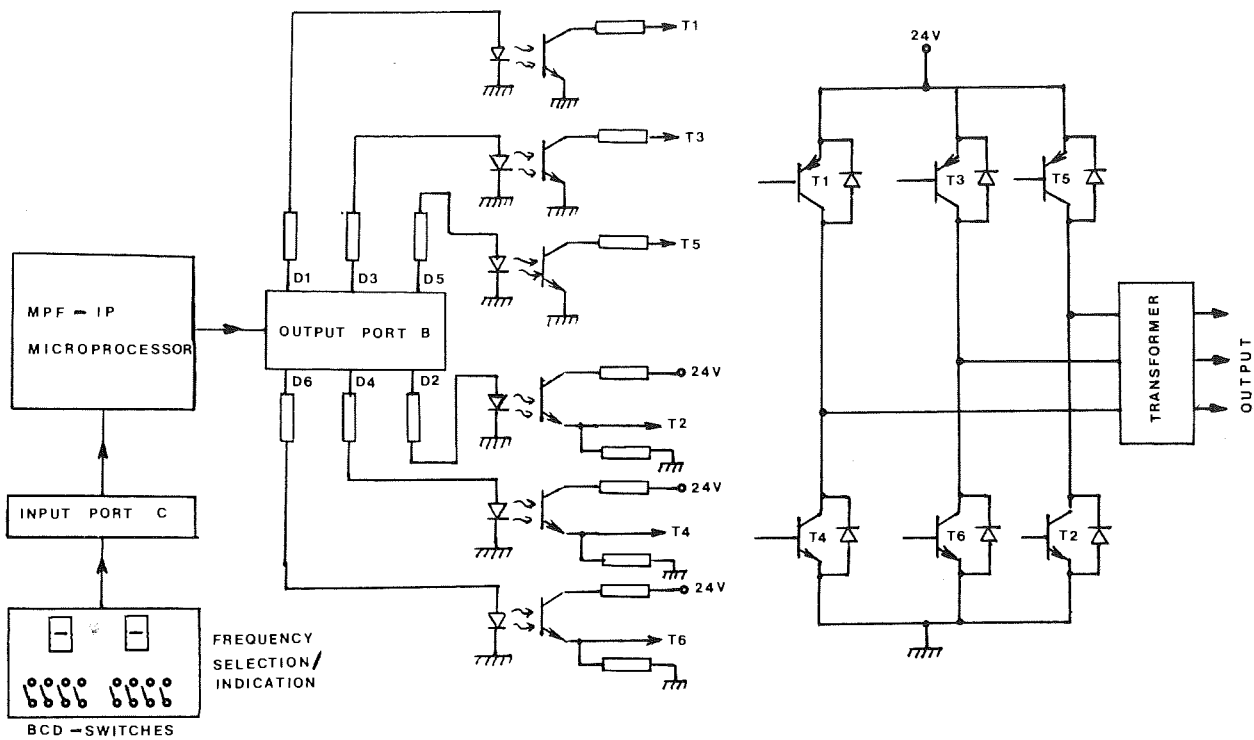 T1
24V
T3
T1
T3
T5
T5
D1
D3
D5
MPF - IP
MICROPROCESSOR
OUTPUT PORT B
TRANSFORMER
OUTPUT
D6
D4
D2
24V
T2
24V
INPUT PORT C
T4
T4
T6
T2
24V
FREQUENCY
SELECTION/
INDICATION
T6
BCD-SWITCHES